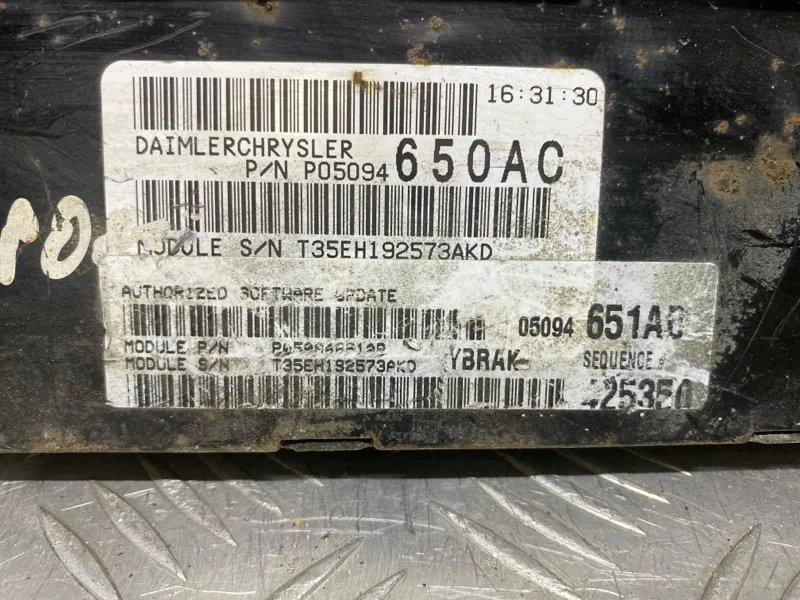 16:31:30
DAIMLERCHRYSLER
P/N P05094 650AC
MODULE S/N T35EH192573AKD
AUTHORIZED SOFTWARE UPDATE
05094 651AC
MODULE P/N
MODULE S/N T35EH192573AKD
YBRAK
SEQUENCE #